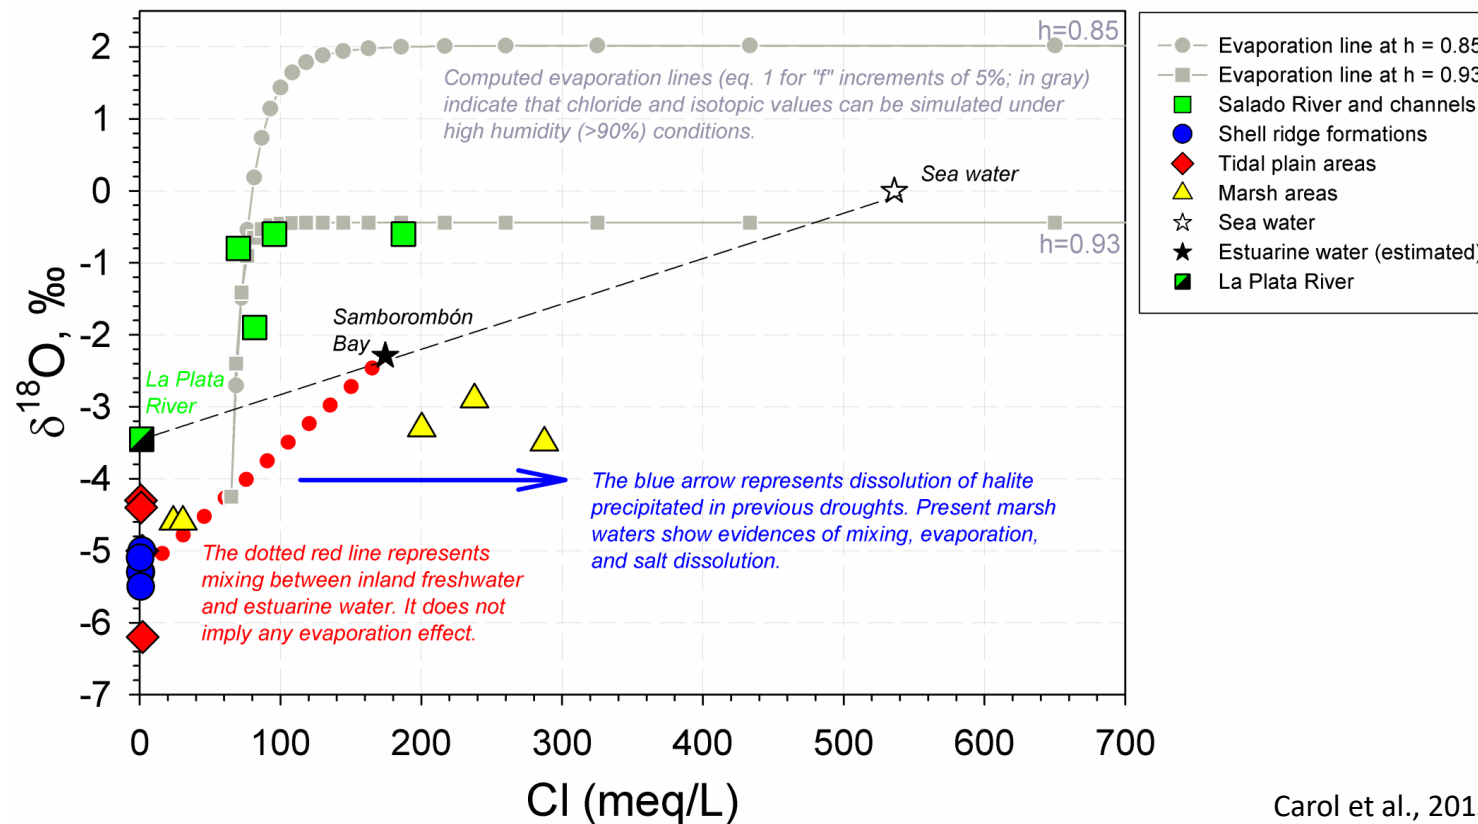 h=0.85
Computed evaporation lines (eq. 1 for "f" increments of 5%; in gray)
indicate that chloride and isotopic values can be simulated under
high humidity (>90%) conditions.
Sea water
h=0.93
Samborombón
Bay
La Plata
River
The blue arrow represents dissolution of halite
precipitated in previous droughts. Present marsh
waters show evidences of mixing, evaporation,
and salt dissolution.
The dotted red line represents
mixing between inland freshwater
and estuarine water. It does not
imply any evaporation effect.
2
1
0
-1
-2
-3
-4
-5
-6
-7
δ18O, ‰
0 100 200 300 400 500 600 700
Cl (meq/L)
Evaporation line at h = 0.85
Evaporation line at h = 0.93
Salado River and channels
Shell ridge formations
Tidal plain areas
Marsh areas
Sea water
Estuarine water (estimated)
La Plata River
Carol et al., 201